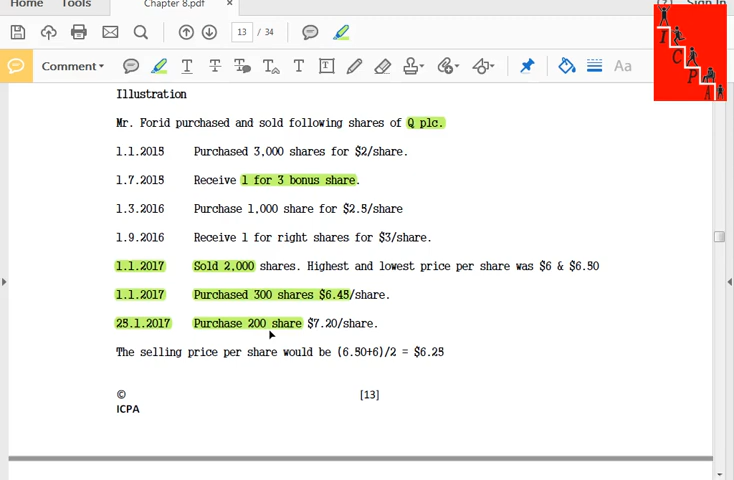 Home Tools Chapter 8.pdf × Sign In
13 / 34
Comment
Aa
I
C
P
A
Illustration
Mr. Forid purchased and sold following shares of Q plc.
1.1.2015 Purchased 3,000 shares for $2/share.
1.7.2015 Receive 1 for 3 bonus share.
1.3.2016 Purchase 1,000 share for $2.5/share
1.9.2016 Receive 1 for right shares for $3/share.
1.1.2017 Sold 2,000 shares. Highest and lowest price per share was $6 & $6.50
1.1.2017 Purchased 300 shares $6.45/share.
25.1.2017 Purchase 200 share $7.20/share.
The selling price per share would be (6.50+6)/2 = $6.25
© [13]
ICPA